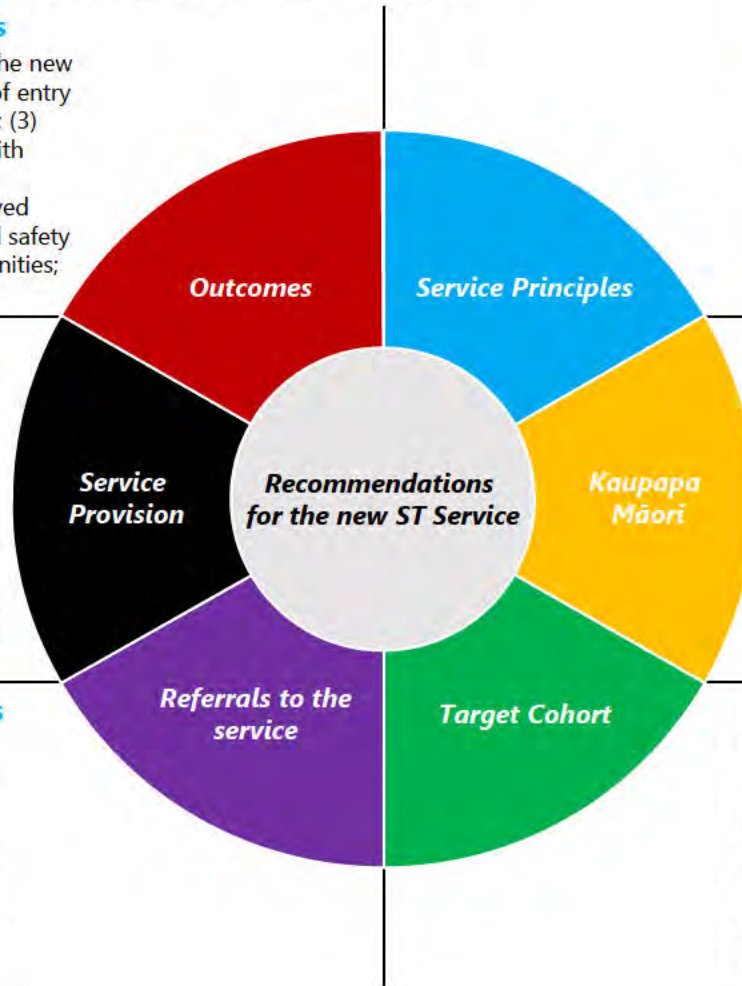 s
he new
of entry
; (3)
ith
ved
l safety
nities;
Outcomes
Service Principles
Service
Provision
Recommendations
for the new ST Service
Kaupapa
Māori
Referrals to the
service
Target Cohort
s